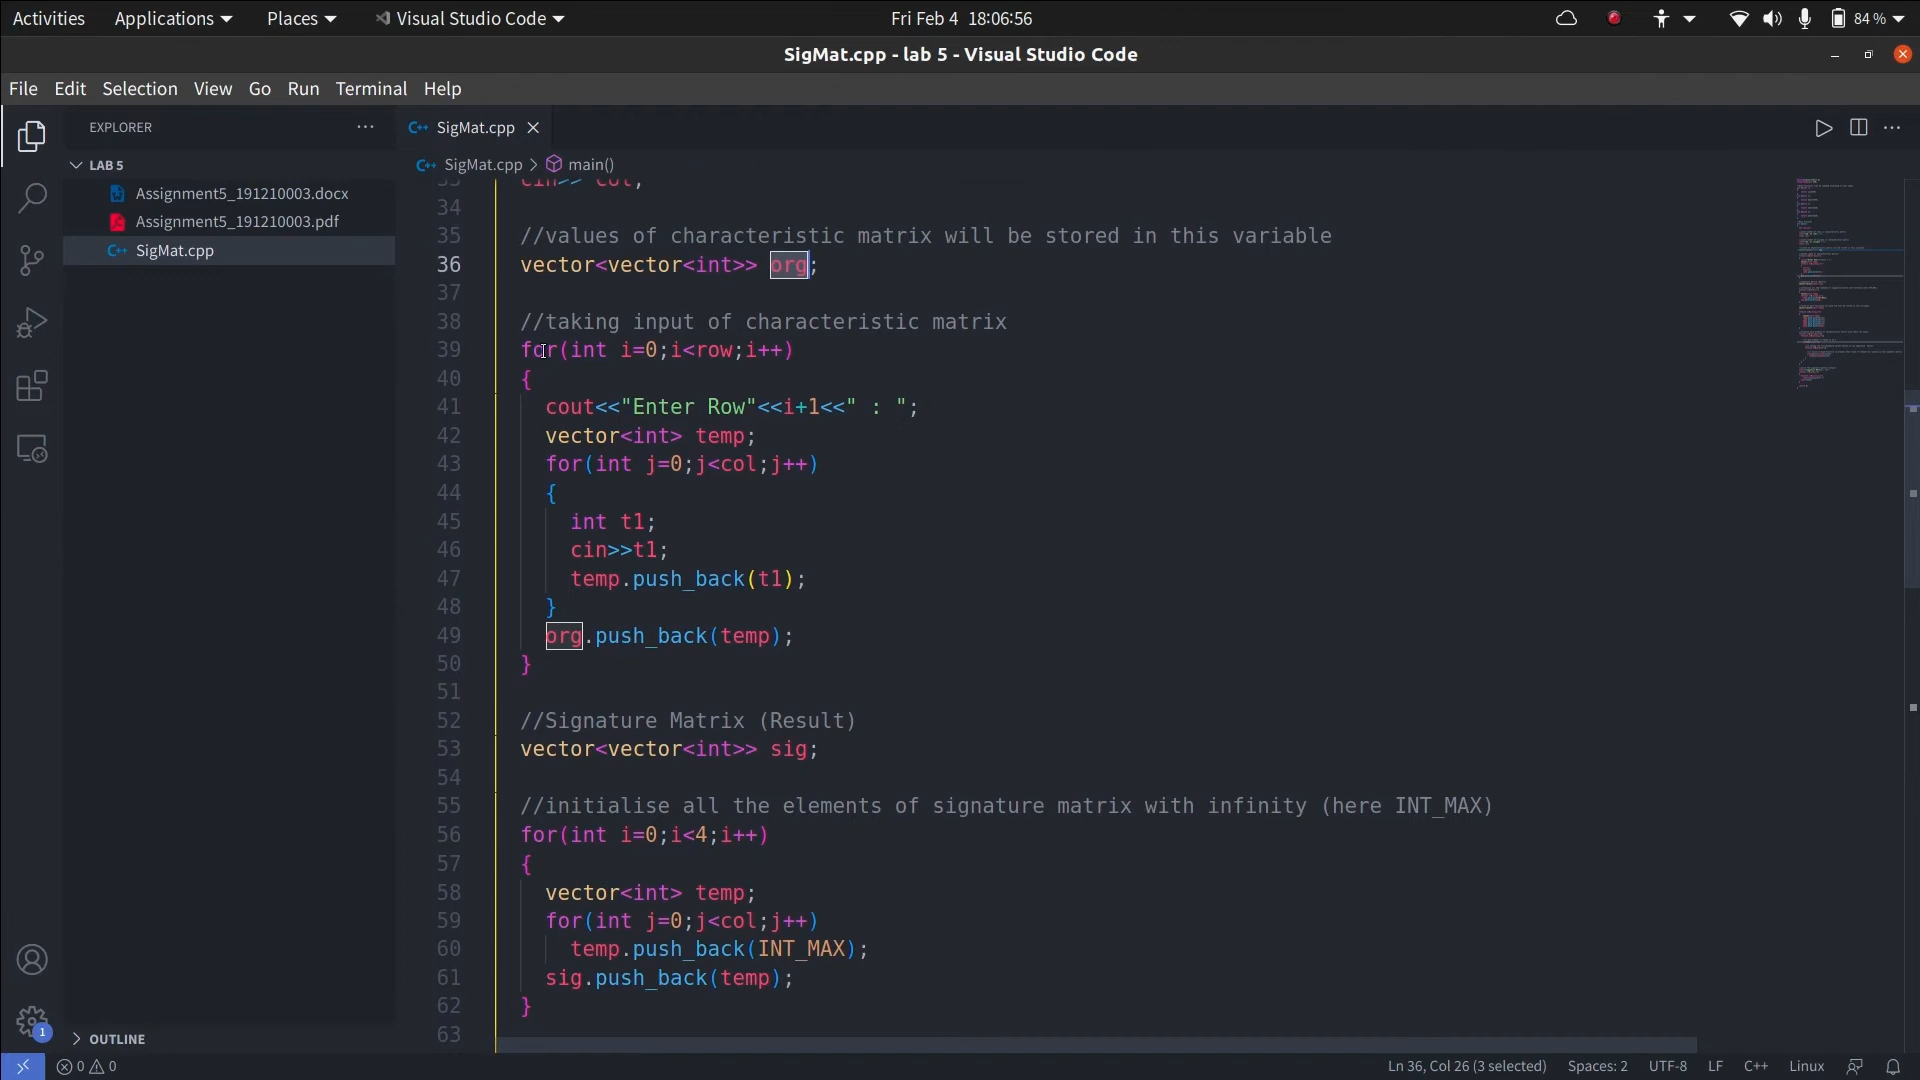 Activities Applications Places Visual Studio Code Fri Feb 4 18:06:56 84 %
SigMat.cpp - lab 5 - Visual Studio Code
File Edit Selection View Go Run Terminal Help
EXPLORER
LAB 5
Assignment5_191210003.docx
Assignment5_191210003.pdf
SigMat.cpp
OUTLINE
SigMat.cpp
SigMat.cpp > main()
cin>> col;
34
35 //values of characteristic matrix will be stored in this variable
36 vector<vector<int>> org;
37
38 //taking input of characteristic matrix
39 for(int i=0;i<row;i++)
40 {
41 cout<<"Enter Row"<<i+1<<" : ";
42 vector<int> temp;
43 for(int j=0;j<col;j++)
44 {
45 int t1;
46 cin>>t1;
47 temp.push_back(t1);
48 }
49 org.push_back(temp);
50 }
51
52 //Signature Matrix (Result)
53 vector<vector<int>> sig;
54
55 //initialise all the elements of signature matrix with infinity (here INT_MAX)
56 for(int i=0;i<4;i++)
57 {
58 vector<int> temp;
59 for(int j=0;j<col;j++)
60 temp.push_back(INT_MAX);
61 sig.push_back(temp);
62 }
63
1
0 0 Ln 36, Col 26 (3 selected) Spaces: 2 UTF-8 LF C++ Linux